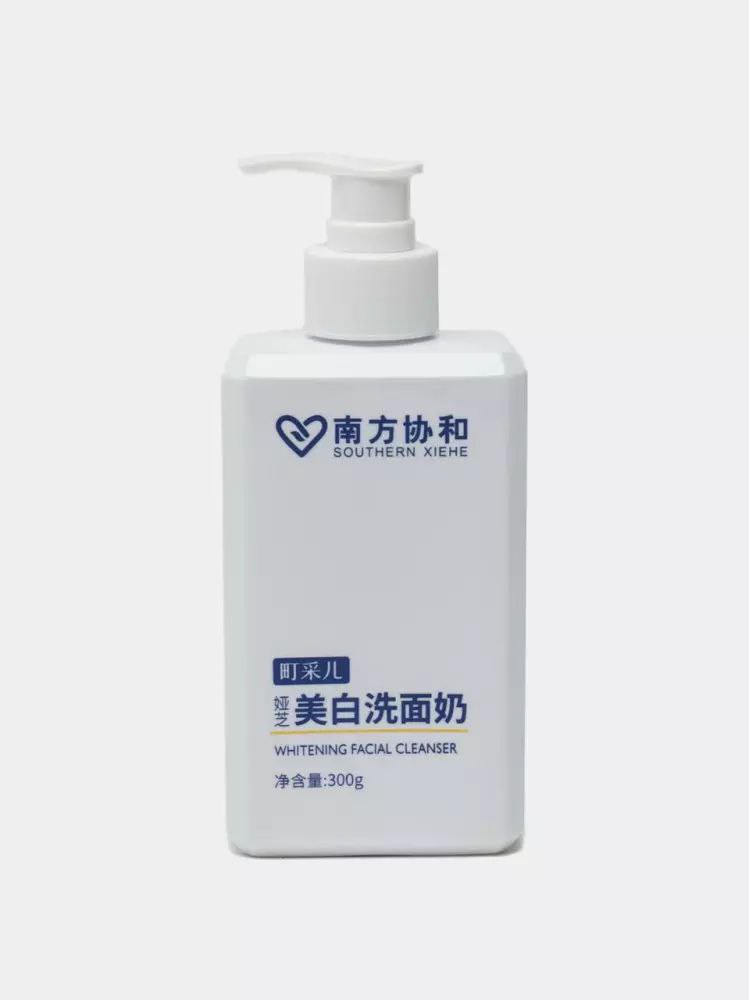 南方协和
SOUTHERN XIEHE
町采儿
娅芝
美白洗面奶
WHITENING FACIAL CLEANSER
净含量:300g